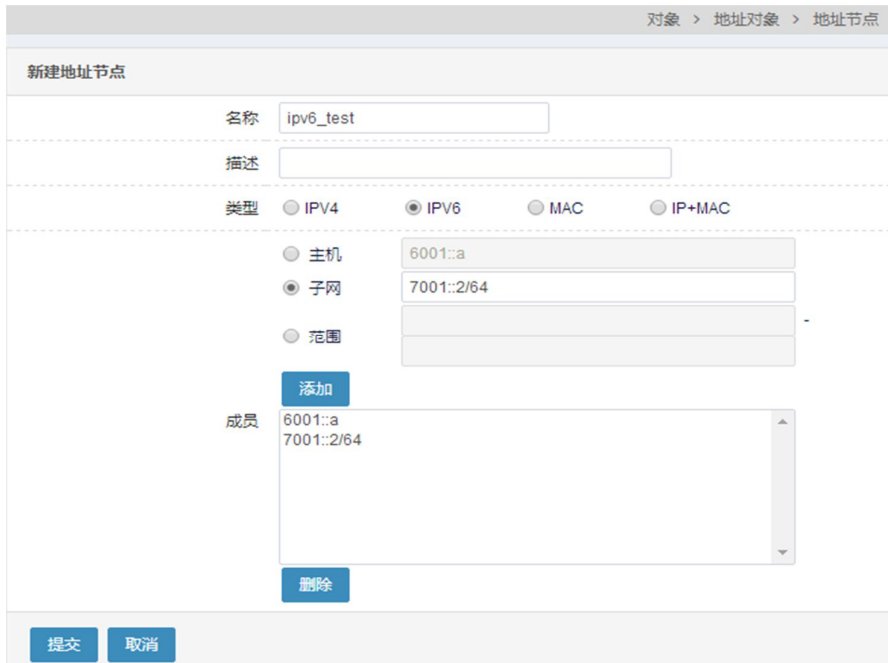 对象 > 地址对象 > 地址节点
新建地址节点
名称 ipv6_test
描述
类型 IPV4 IPV6 MAC IP+MAC
主机 6001::a
子网 7001::2/64
范围 -
添加
成员 6001::a
7001::2/64
删除
提交 取消